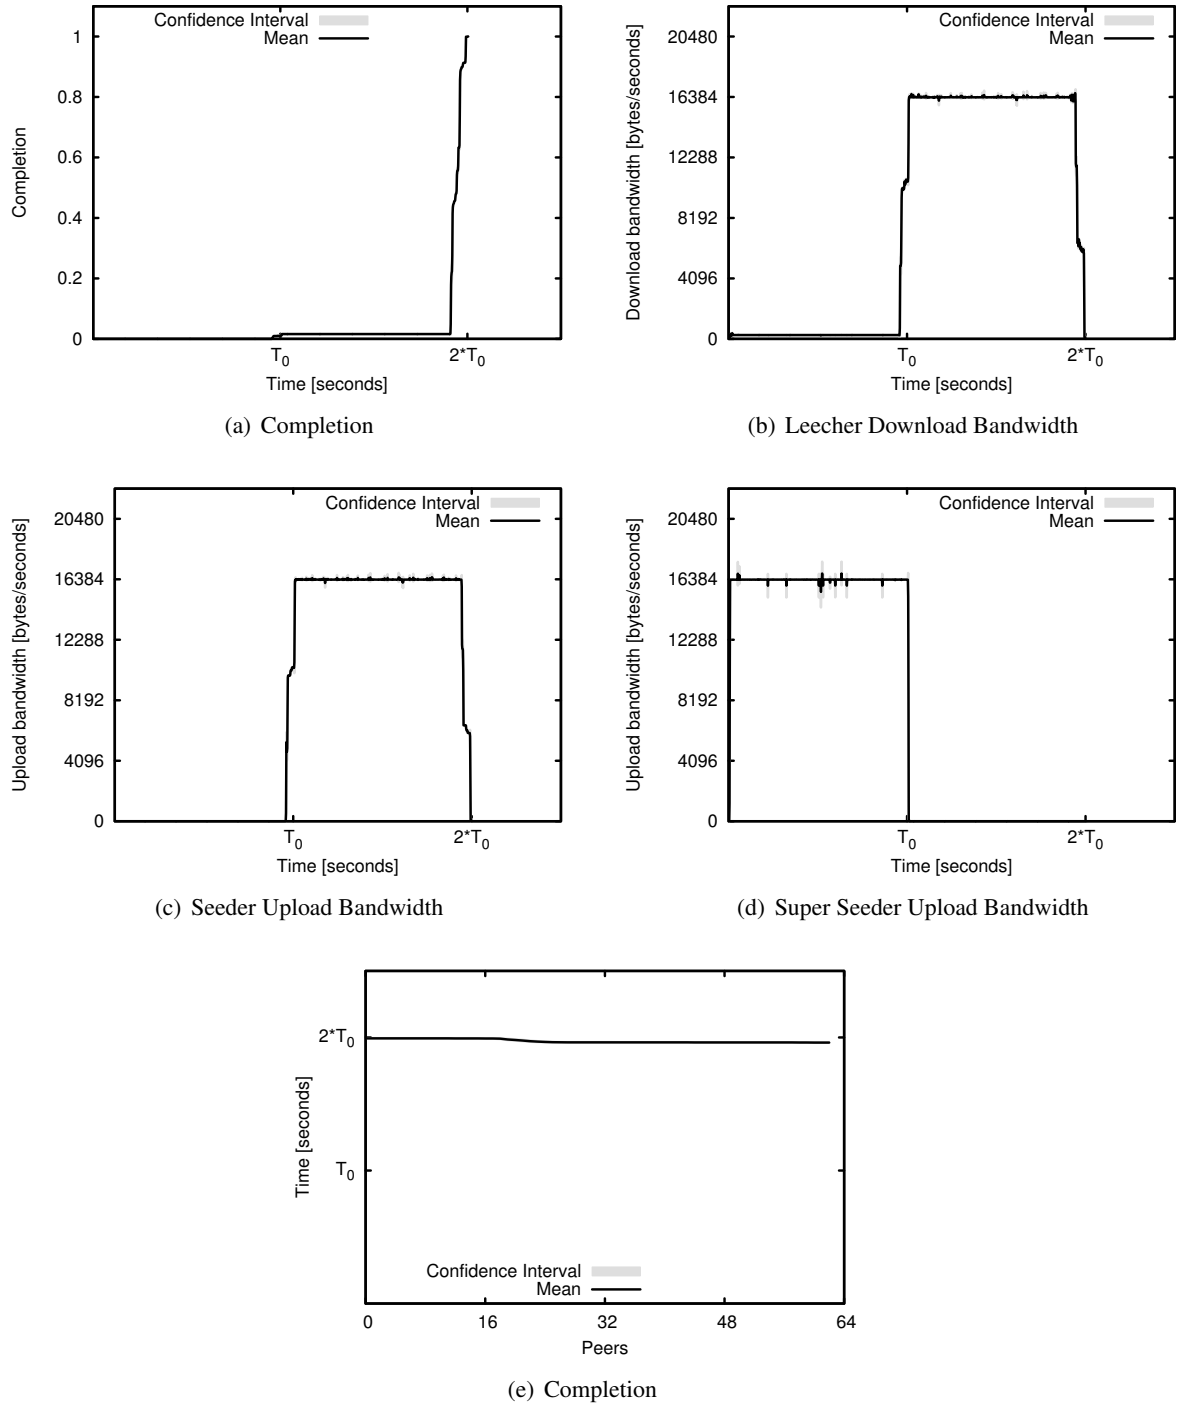 Confidence Interval
Mean
1
0.8
0.6
0.4
0.2
0
Completion
T0
2*T0
Time [seconds]
(a) Completion
Confidence Interval
Mean
20480
16384
12288
8192
4096
0
Download bandwidth [bytes/seconds]
T0
2*T0
Time [seconds]
(b) Leecher Download Bandwidth
Confidence Interval
Mean
20480
16384
12288
8192
4096
0
Upload bandwidth [bytes/seconds]
T0
2*T0
Time [seconds]
(c) Seeder Upload Bandwidth
Confidence Interval
Mean
20480
16384
12288
8192
4096
0
Upload bandwidth [bytes/seconds]
T0
2*T0
Time [seconds]
(d) Super Seeder Upload Bandwidth
2*T0
T0
Time [seconds]
Confidence Interval
Mean
0 16 32 48 64
Peers
(e) Completion